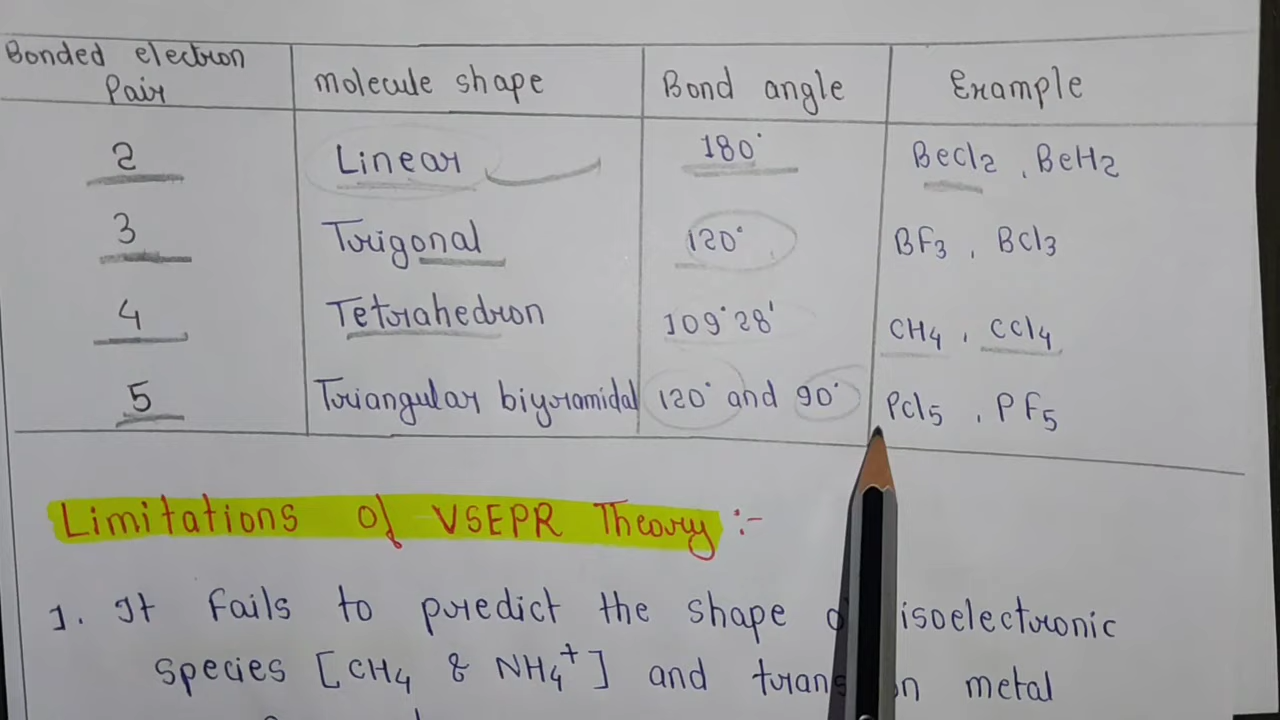 Bonded electron Pair | Molecule shape | Bond angle | Example
2 | Linear | 180° | BeCl2 , BeH2
3 | Trigonal | 120° | BF3 , BCl3
4 | Tetrahedron | 109°28' | CH4 , CCl4
5 | Triangular bipyramidal | 120° and 90° | PCl5 , PF5
Limitations of VSEPR Theory :-
1. It fails to predict the shape isoelectronic
species [CH4 & NH4+] and metal